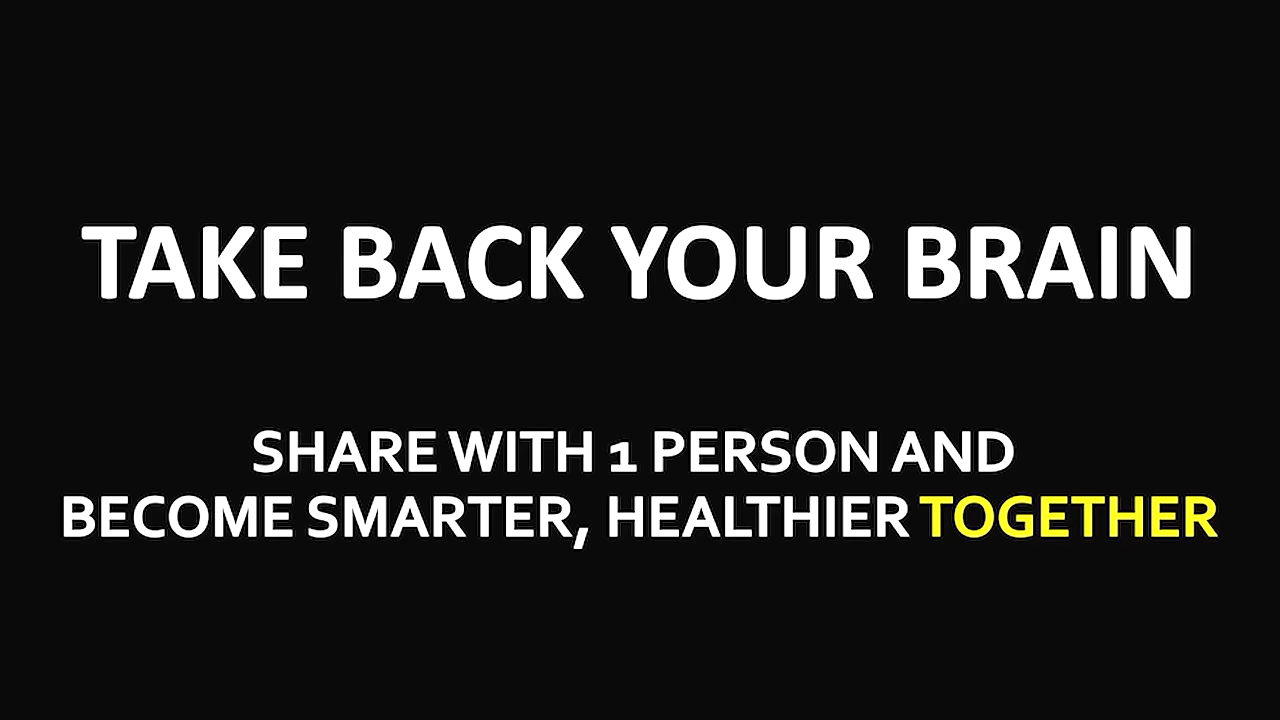 TAKE BACK YOUR BRAIN
SHARE WITH 1 PERSON AND
BECOME SMARTER, HEALTHIER TOGETHER